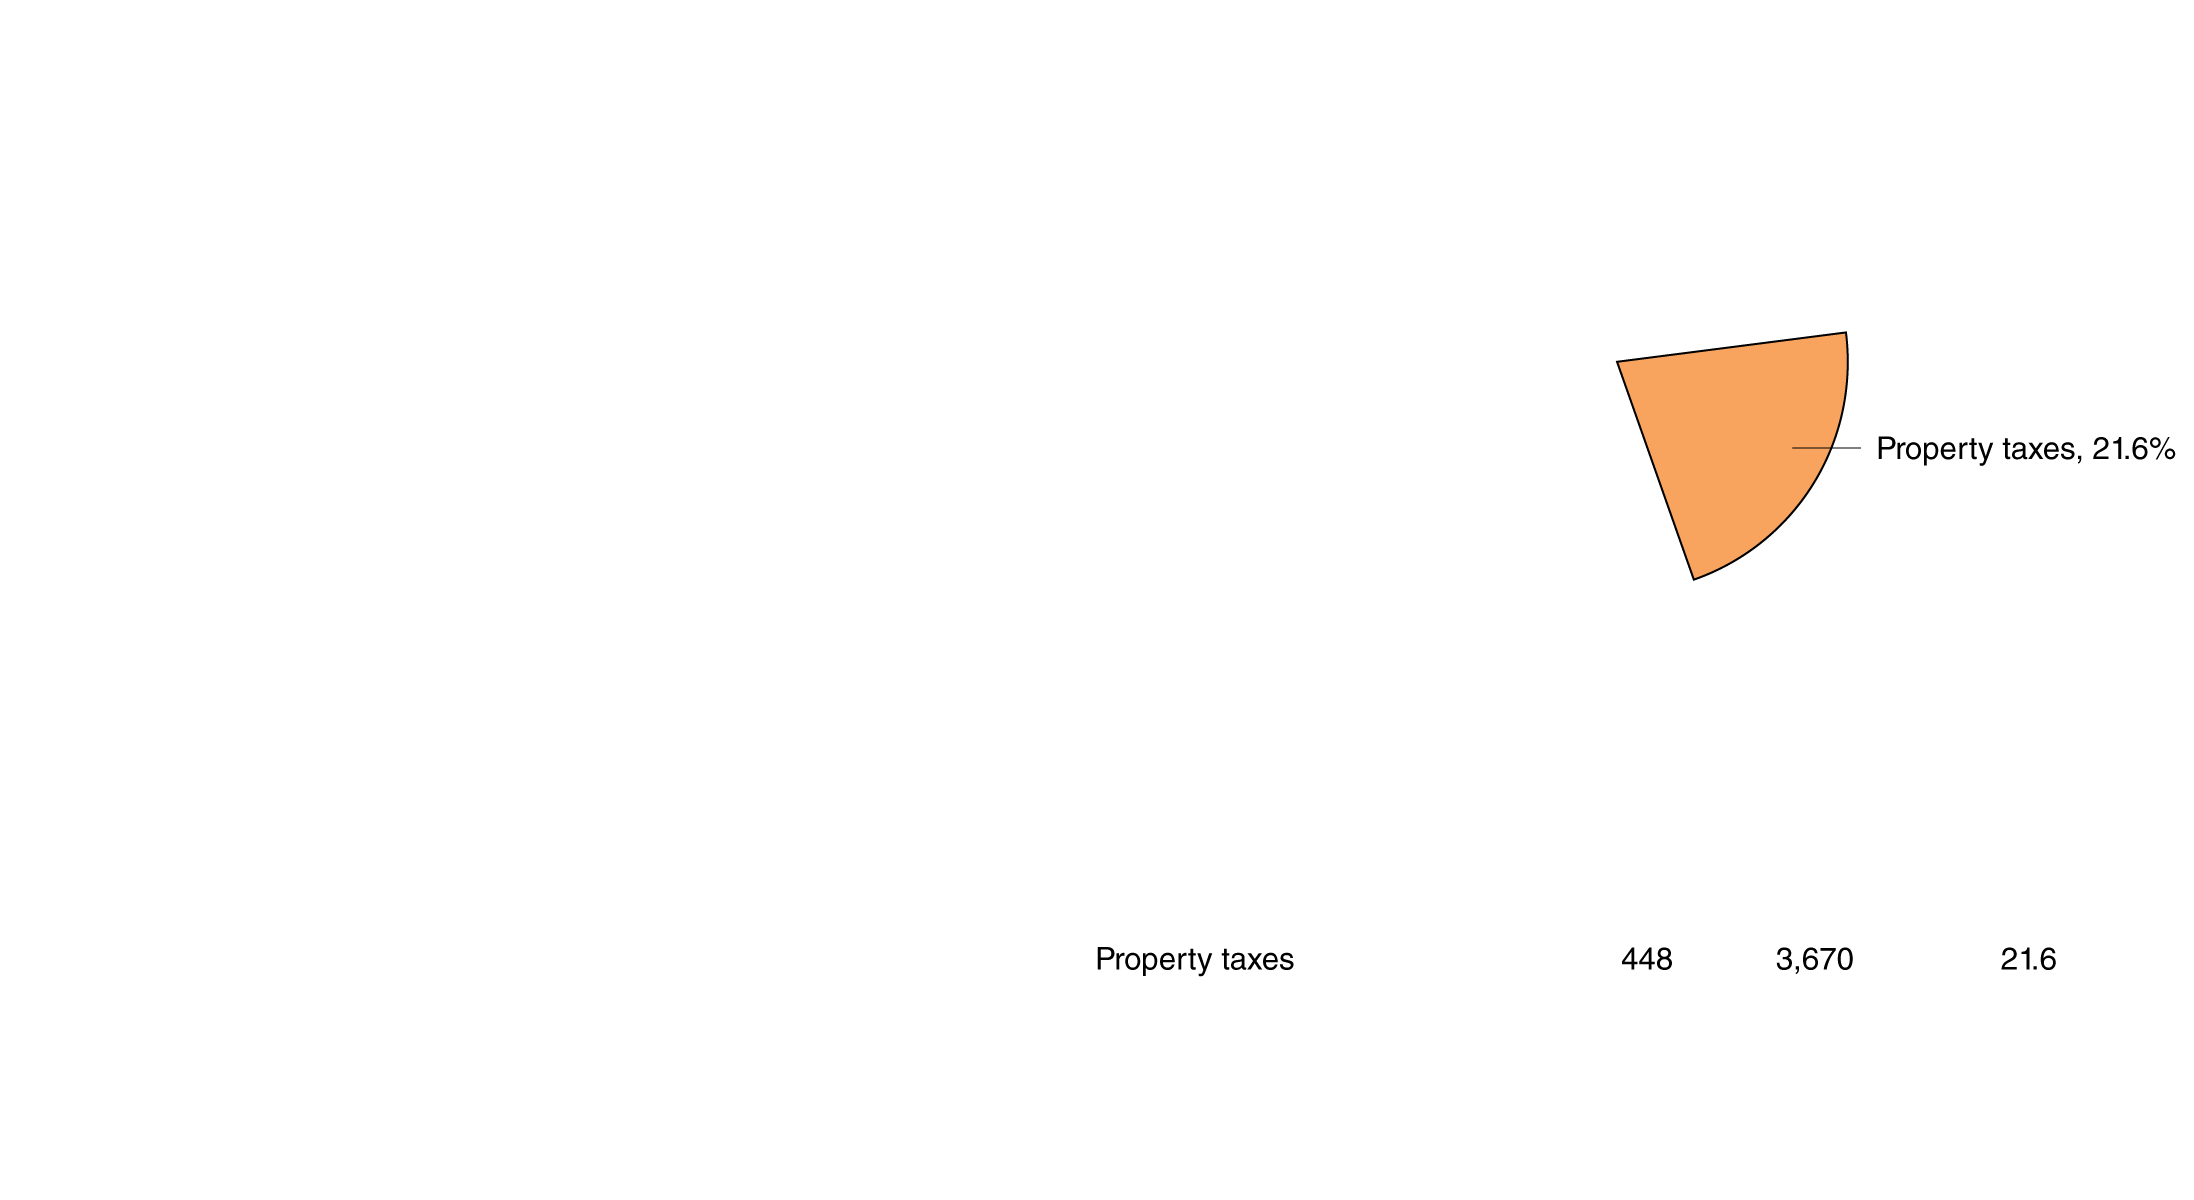 Property taxes, 21.6%
Property taxes 448 3,670 21.6